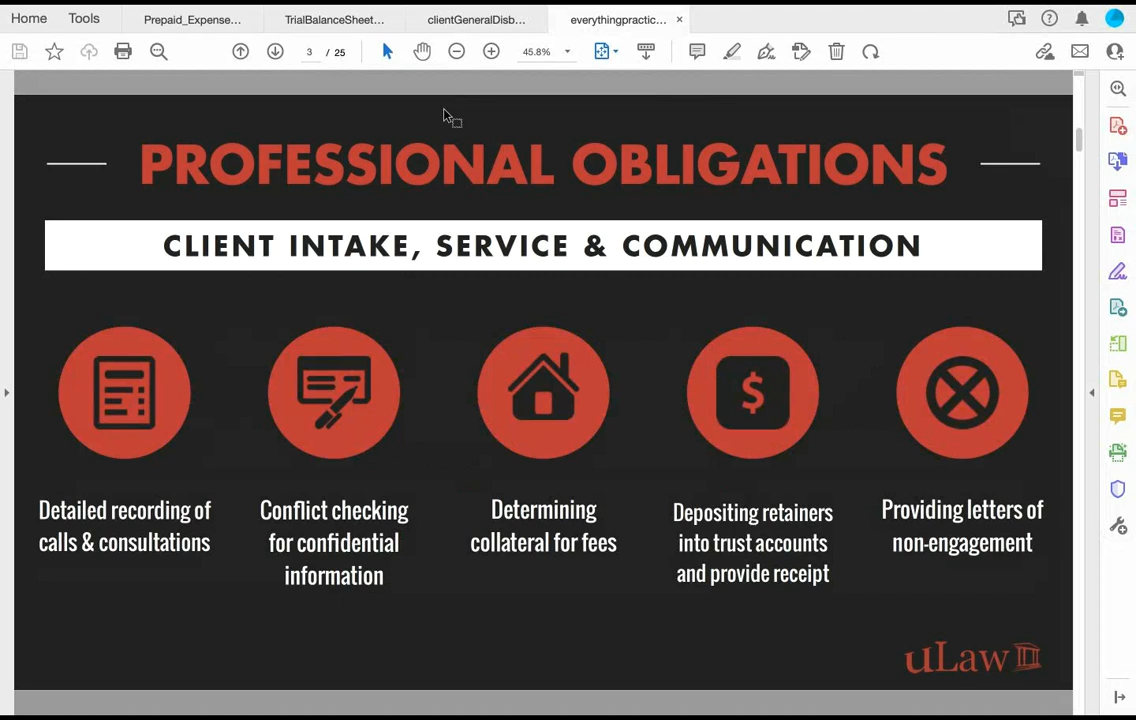 Home
Tools
Prepaid_Expense...
TrialBalanceSheet...
clientGeneralDisb...
everythingpractic...
3 / 25
45.8%
PROFESSIONAL OBLIGATIONS
CLIENT INTAKE, SERVICE & COMMUNICATION
$
Detailed recording of
calls & consultations
Conflict checking
for confidential
information
Determining
collateral for fees
Depositing retainers
into trust accounts
and provide receipt
Providing letters of
non-engagement
uLaw